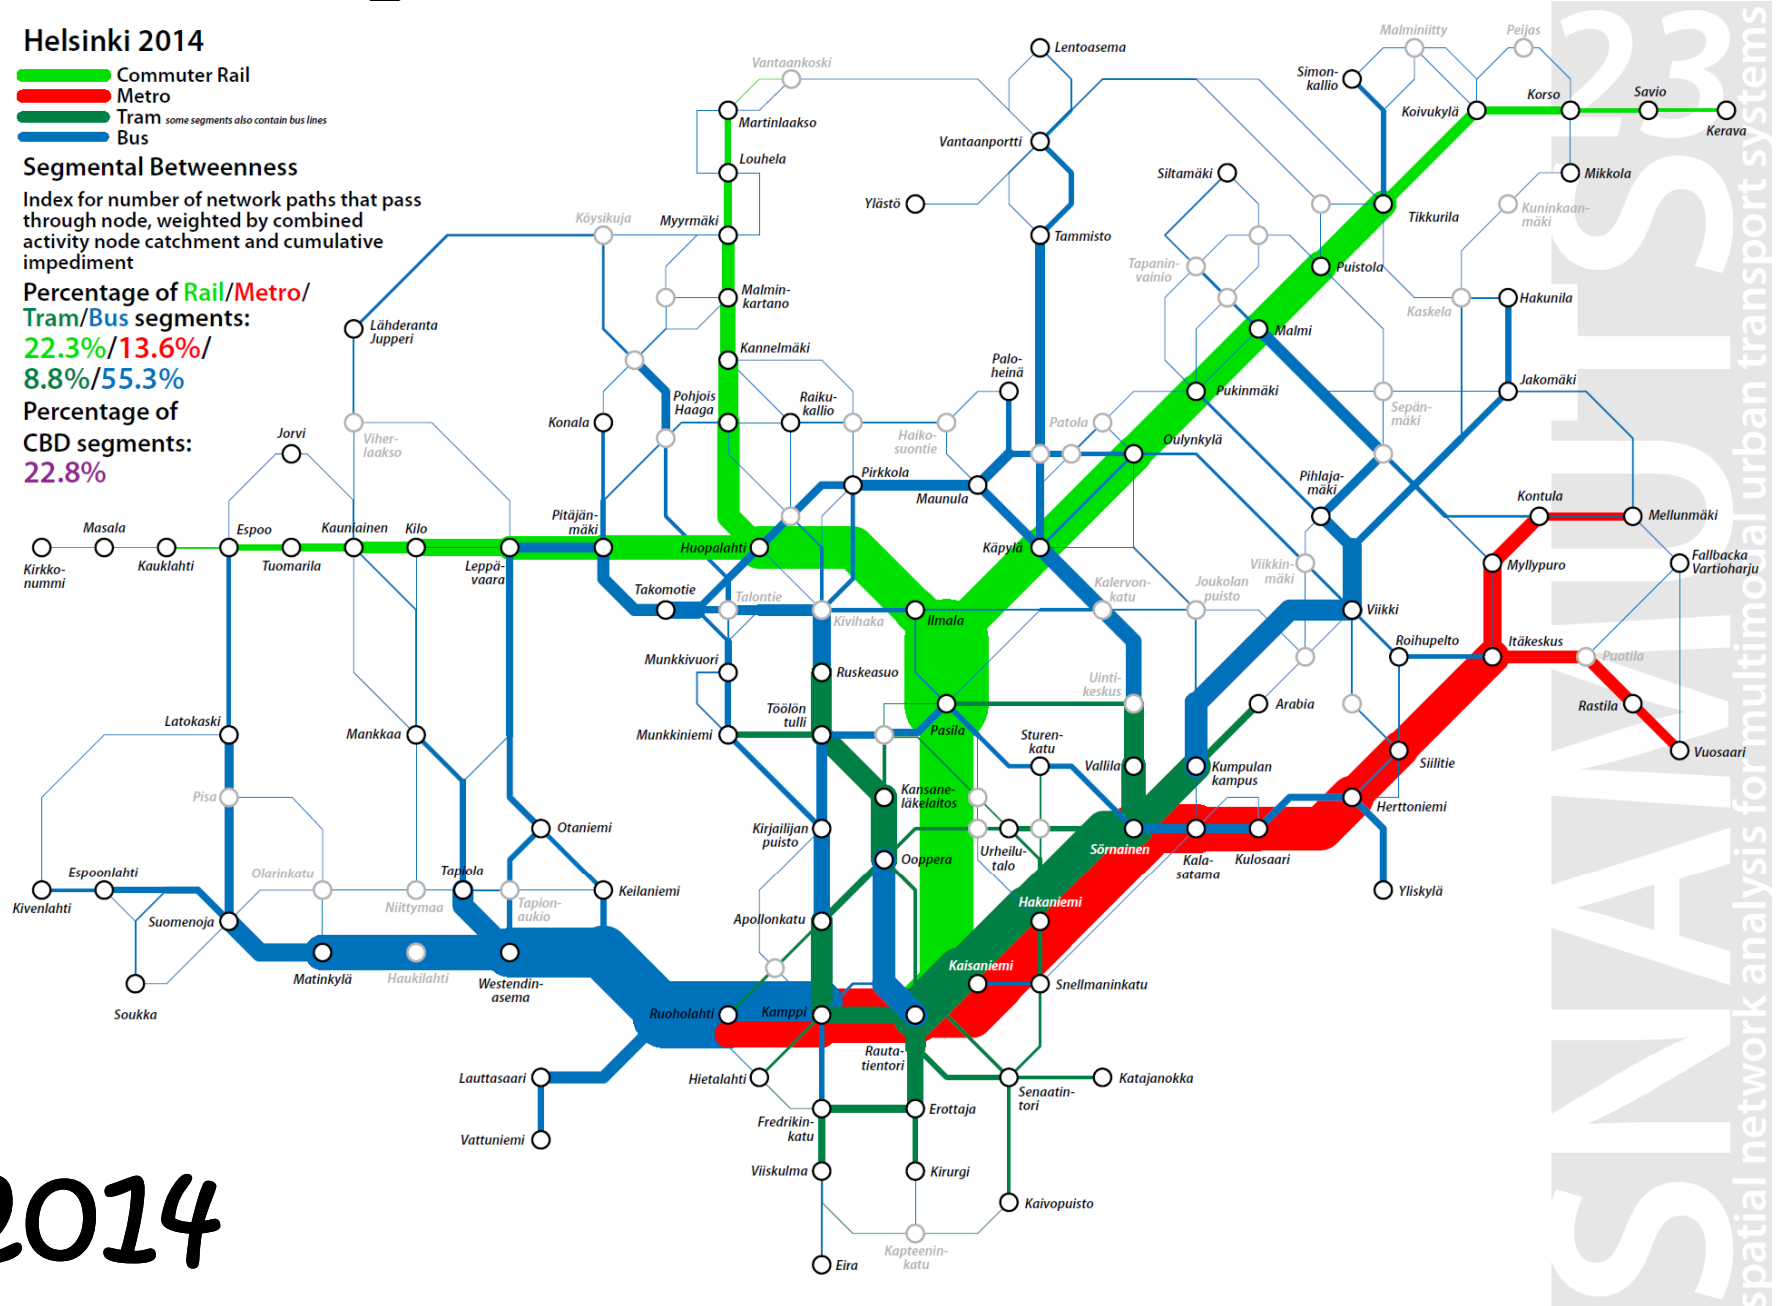 Helsinki 2014
Commuter Rail
Metro
Tram some segments also contain bus lines
Bus
Segmental Betweenness
Index for number of network paths that pass
through node, weighted by combined
activity node catchment and cumulative
impediment
Percentage of Rail/Metro/
Tram/Bus segments:
22.3%/13.6%/
8.8%/55.3%
Percentage of
CBD segments:
22.8%
Vantaankoski
Martinlaakso
Louhela
Köysikuja
Myyrmäki
Malmin-
kartano
Lähderanta
Jupperi
Kannelmäki
Pohjois
Haaga
Raiku-
kallio
Konala
Viher-
laakso
Jorvi
Haiko-
suontie
Palo-
heinä
Patola
Lentoasema
Vantaanportti
Ylästö
Tammisto
Siltamäki
Tapanin-
vainio
Malminiitty
Peijas
Simon-
kallio
Koivukylä
Korso
Savio
Kerava
Mikkola
Kuninkaan-
mäki
Tikkurila
Puistola
Kaskela
Hakunila
Malmi
Pukinmäki
Jakomäki
Sepän-
mäki
Oulynkylä
Pirkkola
Maunula
Pihlaja-
mäki
Kontula
Mellunmäki
Masala
Espoo
Kauniainen
Kilo
Pitäjän-
mäki
Kirkko-
nummi
Kauklahti
Tuomarila
Leppä-
vaara
Huopalahti
Käpylä
Viikkin-
mäki
Myllypuro
Fallbacka
Vartioharju
Takomotie
Talontie
Kivihaka
Ilmala
Kalervon-
katu
Joukolan
puisto
Viikki
Roihupelto
Itäkeskus
Puotila
Munkkivuori
Ruskeasuo
Uinti-
keskus
Arabia
Rastila
Latokaski
Mankkaa
Munkkiniemi
Töölön
tulli
Pasila
Sturen-
katu
Vallila
Kumpulan
kampus
Siilitie
Vuosaari
Pisa
Kansane-
läkelaitos
Herttoniemi
Otaniemi
Kirjailijan
puisto
Ooppera
Urheilu-
talo
Sörnainen
Kala-
satama
Kulosaari
Espoonlahti
Olarinkatu
Tapiola
Kivenlahti
Niittymaa
Tapion-
aukio
Keilaniemi
Yliskylä
Suomenoja
Apollonkatu
Hakaniemi
Matinkylä
Haukilahti
Westendin-
asema
Kaisaniemi
Snellmaninkatu
Soukka
Ruoholahti
Kamppi
Rauta-
tientori
Lauttasaari
Hietalahti
Senaatin-
tori
Katajanokka
Fredrikin-
katu
Erottaja
Vattuniemi
Viiskulma
Kirurgi
Kaivopuisto
Kapteenin-
katu
Eira
2014
23
SNAMUTS
spatial network analysis for multimodal urban transport systems